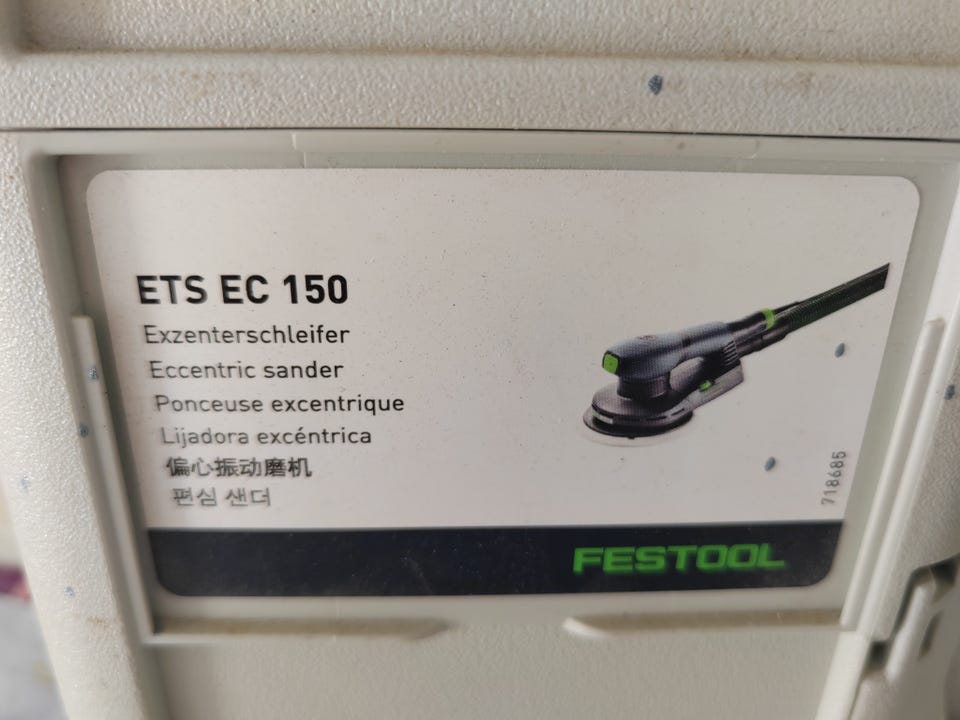 ETS EC 150
Exzenterschleifer
Eccentric sander
Ponceuse excentrique
Lijadora excéntrica
偏心振动磨机
편심 샌더
718685
FESTOOL